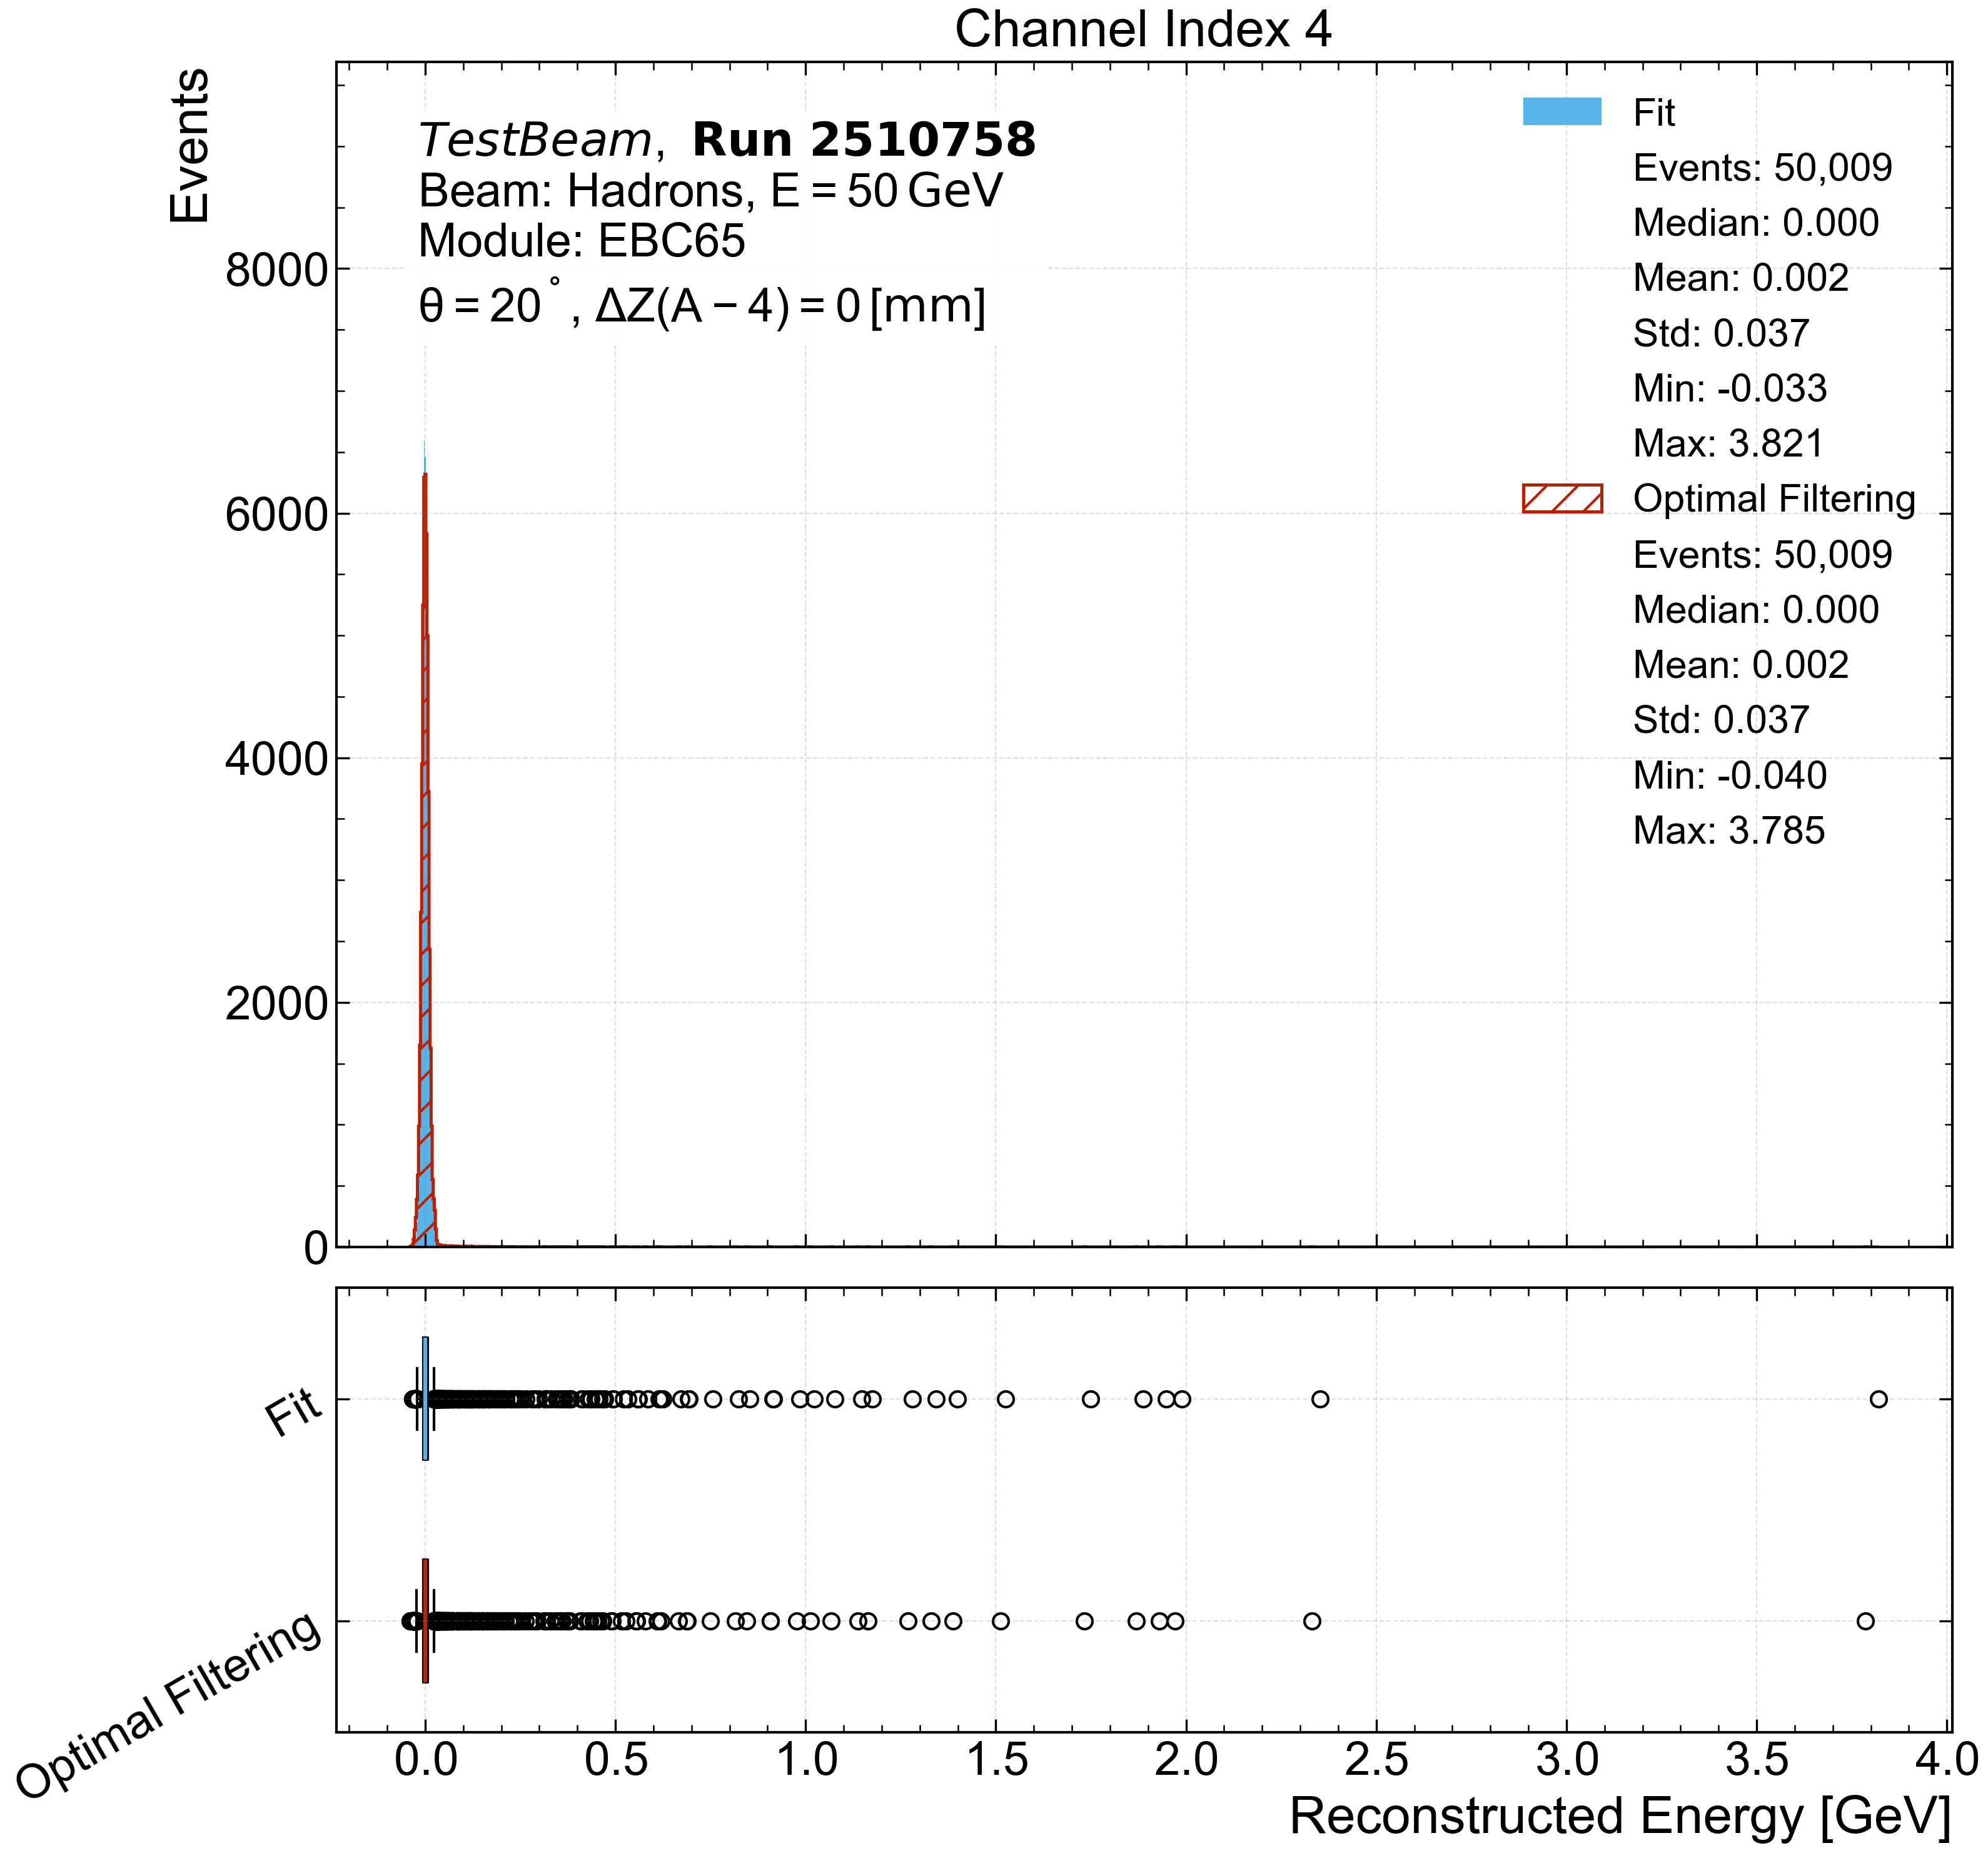 Channel Index 4
Events
TestBeam, Run 2510758
Beam: Hadrons, E = 50 GeV
Module: EBC65
θ = 20°, ΔZ(A − 4) = 0 [mm]
Fit
Events: 50,009
Median: 0.000
Mean: 0.002
Std: 0.037
Min: -0.033
Max: 3.821
Optimal Filtering
Events: 50,009
Median: 0.000
Mean: 0.002
Std: 0.037
Min: -0.040
Max: 3.785
8000
6000
4000
2000
0
Fit
Optimal Filtering
0.0 0.5 1.0 1.5 2.0 2.5 3.0 3.5 4.0
Reconstructed Energy [GeV]